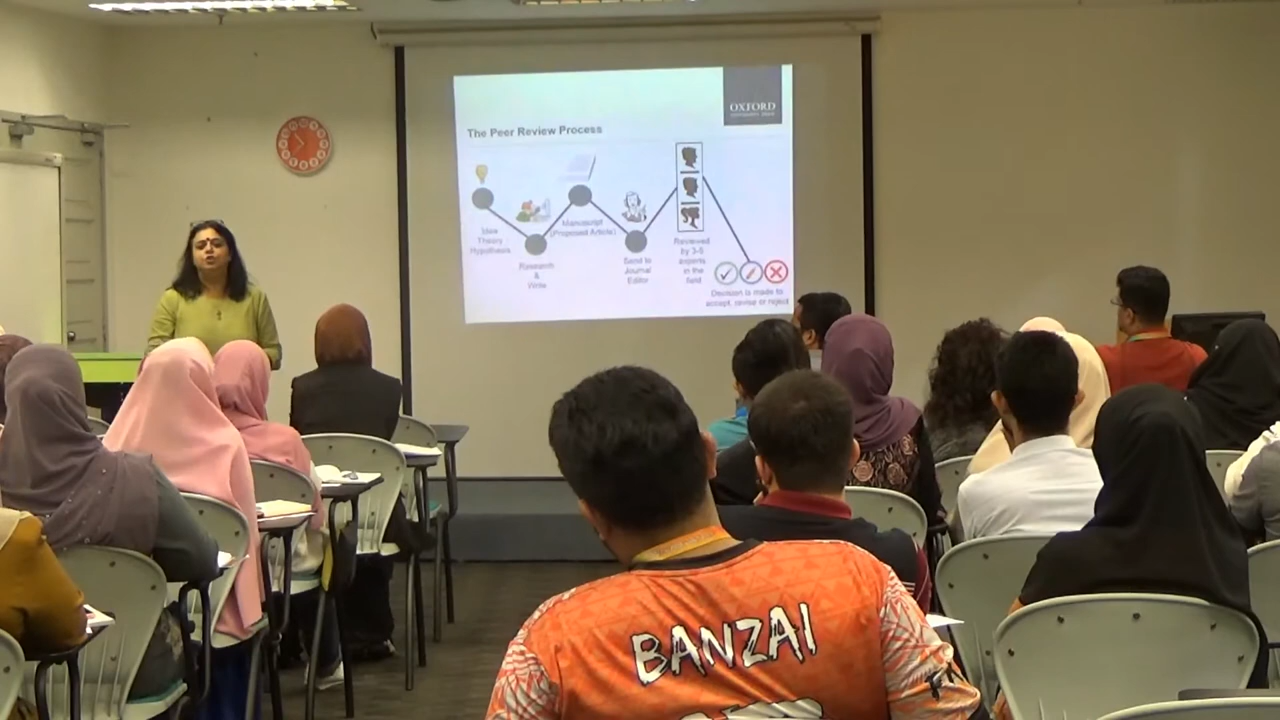 OXFORD
The Peer Review Process
Idea
Theory
Hypothesis
Research
&
Write
Manuscript
(Proposed Article)
Send to
Journal
Editor
Reviewed
by 3-5
experts
in the
field
Decision is made to
accept, revise or reject
BANZAI